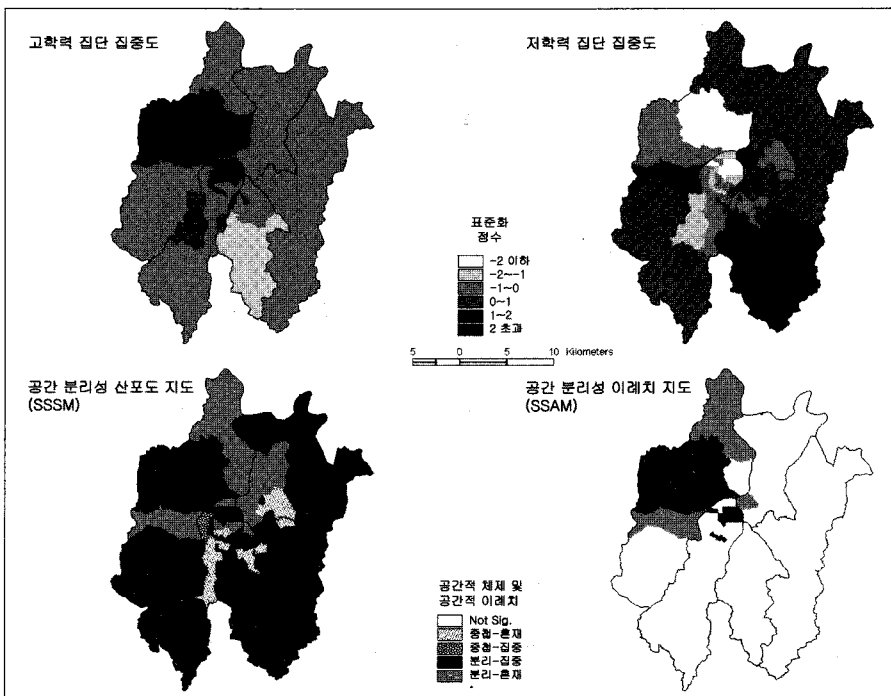 고학력 집단 집중도
저학력 집단 집중도
표준화
점수
-2 이하
-2~-1
-1~0
0~1
1~2
2 초과
5 0 5 10 Kilometers
공간 분리성 산포도 지도
(SSSM)
공간 분리성 이례치 지도
(SSAM)
공간적 체제 및
공간적 이례치
Not Sig.
중첩-혼재
중첩-집중
분리-집중
분리-혼재